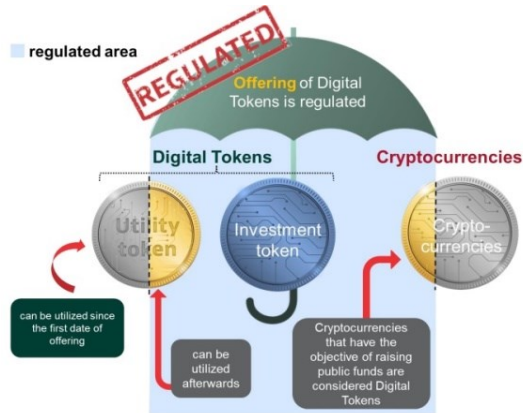 regulated area
REGULATED
Offering of Digital
Tokens is regulated
Digital Tokens
Cryptocurrencies
Utility
token
Investment
token
Crypto-
currencies
can be utilized since
the first date of
offering
can be
utilized
afterwards
Cryptocurrencies
that have the
objective of raising
public funds are
considered Digital
Tokens